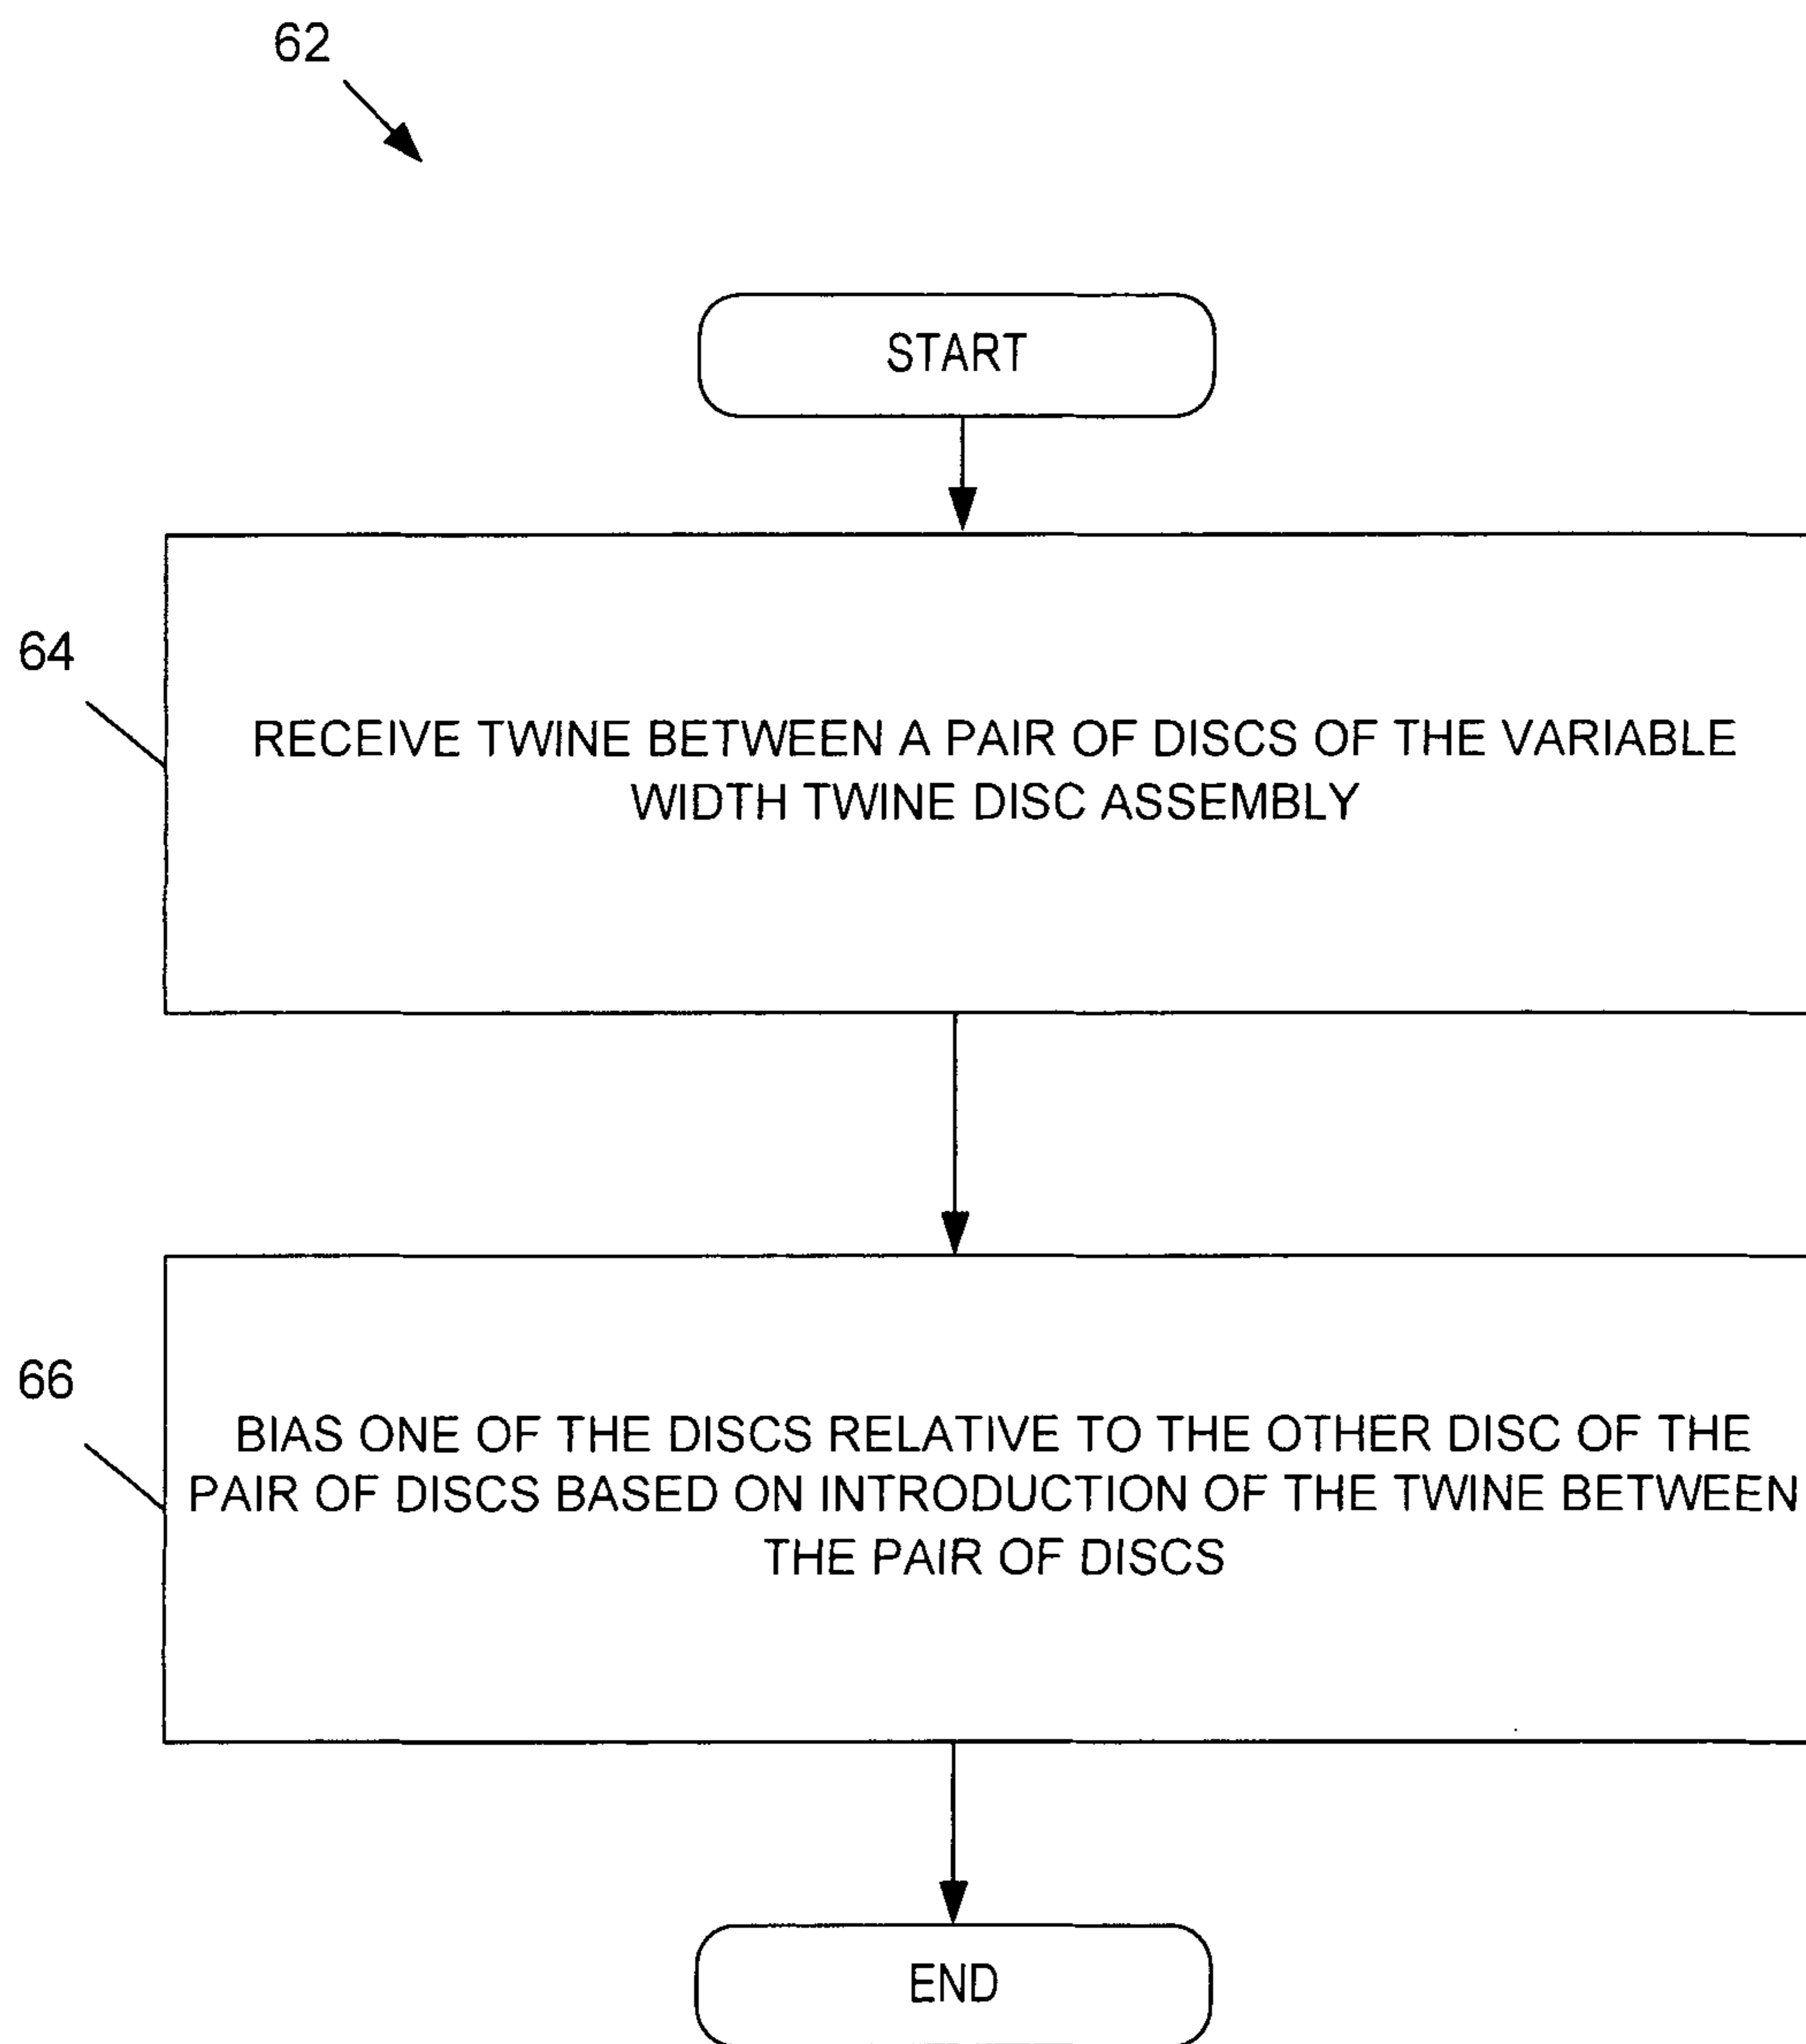 62
START
64
RECEIVE TWINE BETWEEN A PAIR OF DISCS OF THE VARIABLE
WIDTH TWINE DISC ASSEMBLY
66
BIAS ONE OF THE DISCS RELATIVE TO THE OTHER DISC OF THE
PAIR OF DISCS BASED ON INTRODUCTION OF THE TWINE BETWEEN
THE PAIR OF DISCS
END